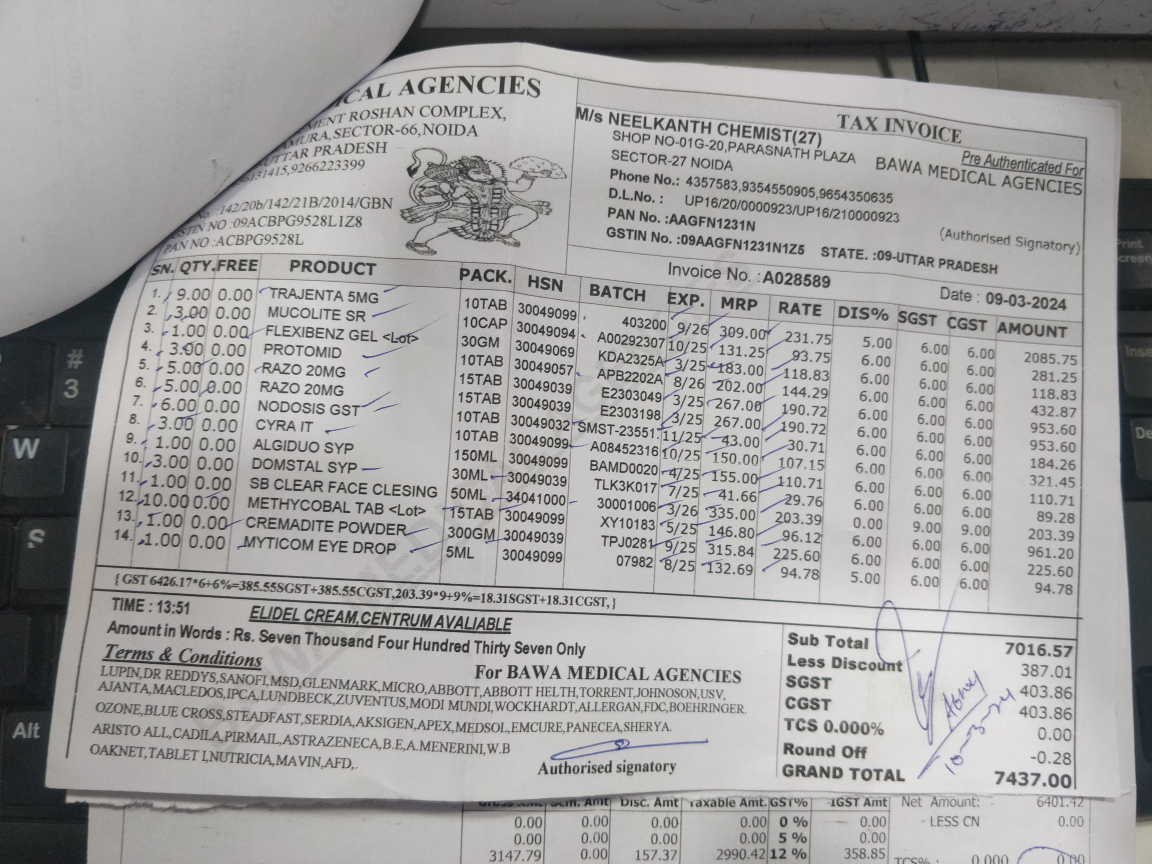 CAL AGENCIES
MENT ROSHAN COMPLEX,
MURA,SECTOR-66,NOIDA
UTTAR PRADESH
5131415,9266223399
No. :142/20b/142/21B/2014/GBN
GSTIN NO :09ACBPG9528L1Z8
PAN NO :ACBPG9528L
TAX INVOICE
M/s NEELKANTH CHEMIST(27)
SHOP NO-01G-20,PARASNATH PLAZA
SECTOR-27 NOIDA
Phone No.: 4357583,9354550905,9654350635
D.L.No. : UP16/20/0000923/UP16/210000923
PAN No. :AAGFN1231N
GSTIN No. :09AAGFN1231N1Z5 STATE. :09-UTTAR PRADESH
Pre Authenticated For
BAWA MEDICAL AGENCIES
(Authorised Signatory)
Invoice No. :A028589 Date : 09-03-2024
SN. QTY. FREE PRODUCT PACK. HSN BATCH EXP. MRP RATE DIS% SGST CGST AMOUNT
1. 9.00 0.00 TRAJENTA 5MG 10TAB 30049099 403200 9/26 309.00 231.75 5.00 6.00 6.00 2085.75
2. 3.00 0.00 MUCOLITE SR 10CAP 30049094 A00292307 10/25 131.25 93.75 6.00 6.00 6.00 281.25
3. 1.00 0.00 FLEXIBENZ GEL <Lot> 30GM 30049069 KDA2325A 3/25 183.00 118.83 6.00 6.00 6.00 118.83
4. 3.00 0.00 PROTOMID 10TAB 30049057 APB2202A 8/26 202.00 144.29 6.00 6.00 6.00 432.87
5. 5.00 0.00 RAZO 20MG 15TAB 30049039 E2303049 3/25 267.00 190.72 6.00 6.00 6.00 953.60
6. 5.00 0.00 RAZO 20MG 15TAB 30049039 E2303198 3/25 267.00 190.72 6.00 6.00 6.00 953.60
7. 6.00 0.00 NODOSIS GST 10TAB 30049032 SMST-23551 11/25 43.00 30.71 6.00 6.00 6.00 184.26
8. 3.00 0.00 CYRA IT 10TAB 30049099 A08452316 10/25 150.00 107.15 6.00 6.00 6.00 321.45
9. 1.00 0.00 ALGIDUO SYP 150ML 30049099 BAMD0020 4/25 155.00 110.71 6.00 6.00 6.00 110.71
10. 3.00 0.00 DOMSTAL SYP 30ML 30049039 TLK3K017 7/25 41.66 29.76 6.00 6.00 6.00 89.28
11. 1.00 0.00 SB CLEAR FACE CLESING 50ML 34041000 30001006 3/26 335.00 203.39 0.00 9.00 9.00 203.39
12. 10.00 0.00 METHYCOBAL TAB <Lot> 15TAB 30049099 XY10183 5/25 146.80 96.12 6.00 6.00 6.00 961.20
13. 1.00 0.00 CREMADITE POWDER 300GM 30049039 TPJ0281 9/25 315.84 225.60 6.00 6.00 6.00 225.60
14. 1.00 0.00 MYTICOM EYE DROP 5ML 30049099 07982 8/25 132.69 94.78 5.00 6.00 6.00 94.78
{ GST 6426.17*6+6%=385.55SGST+385.55CGST,203.39*9+9%=18.31SGST+18.31CGST, }
TIME : 13:51 ELIDEL CREAM,CENTRUM AVALIABLE
Amount in Words : Rs. Seven Thousand Four Hundred Thirty Seven Only
Terms & Conditions For BAWA MEDICAL AGENCIES
LUPIN,DR REDDYS,SANOFI,MSD,GLENMARK,MICRO,ABBOTT,ABBOTT HELTH,TORRENT,JOHNOSON,USV,
AJANTA,MACLEDOS,IPCA,LUNDBECK,ZUVENTUS,MODI MUNDI,WOCKHARDT,ALLERGAN,FDC,BOEHRINGER
OZONE,BLUE CROSS,STEADFAST,SERDIA,AKSIGEN,APEX,MEDSOL,EMCURE,PANECEA,SHERYA.
ARISTO ALL,CADILA,PIRMAIL,ASTRAZENECA,B.E,A.MENERINI,W.B
OAKNET,TABLET I,NUTRICIA,MAVIN,AFD,.
Authorised signatory
Sub Total 7016.57
Less Discount 387.01
SGST 403.86
CGST 403.86
TCS 0.000% 0.00
Round Off -0.28
GRAND TOTAL 7437.00
10-3-24
Disc. Amt Taxable Amt. GST% IGST Amt Net Amount: 6401.42
0.00 0.00 0.00 0.00 0 % 0.00 - LESS CN 0.00
0.00 0.00 0.00 0.00 5 % 0.00
3147.79 0.00 157.37 2990.42 12 % 358.85 TCS% : 0.000 0.00
# 3
W
S
Alt
Print
Screen
Inse
De